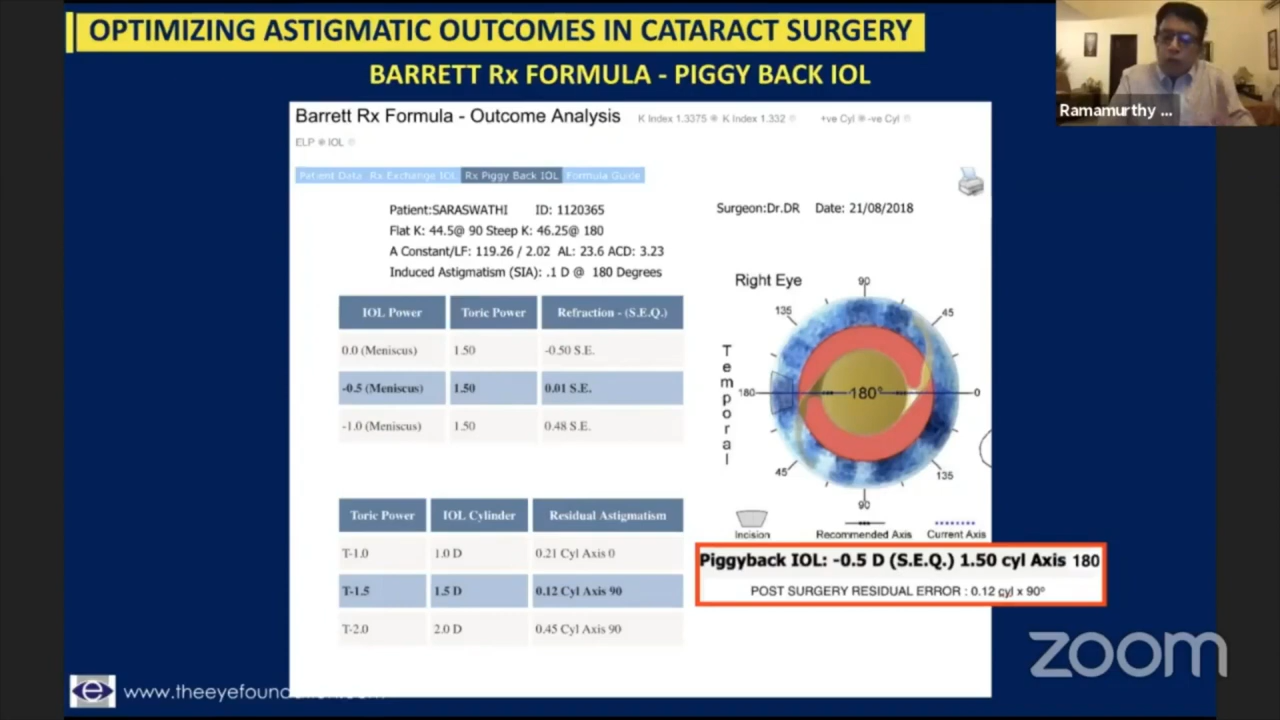 OPTIMIZING ASTIGMATIC OUTCOMES IN CATARACT SURGERY
BARRETT Rx FORMULA - PIGGY BACK IOL
Ramamurthy ...
Barrett Rx Formula - Outcome Analysis K Index 1.3375 K Index 1.332 +ve Cyl -ve Cyl
ELP IOL
Patient Data Rx Exchange IOL Rx Piggy Back IOL Formula Guide
Patient:SARASWATHI ID: 1120365
Surgeon:Dr.DR Date: 21/08/2018
Flat K: 44.5@ 90 Steep K: 46.25@ 180
A Constant/LF: 119.26 / 2.02 AL: 23.6 ACD: 3.23
Induced Astigmatism (SIA): .1 D @ 180 Degrees
IOL Power Toric Power Refraction - (S.E.Q.)
0.0 (Meniscus) 1.50 -0.50 S.E.
-0.5 (Meniscus) 1.50 0.01 S.E.
-1.0 (Meniscus) 1.50 0.48 S.E.
Toric Power IOL Cylinder Residual Astigmatism
T-1.0 1.0 D 0.21 Cyl Axis 0
T-1.5 1.5 D 0.12 Cyl Axis 90
T-2.0 2.0 D 0.45 Cyl Axis 90
Right Eye
90
135 45
Temporal
180 180° 0
45 135
90
Incision Recommended Axis Current Axis
Piggyback IOL: -0.5 D (S.E.Q.) 1.50 cyl Axis 180
POST SURGERY RESIDUAL ERROR : 0.12 cyl x 90°
zoom